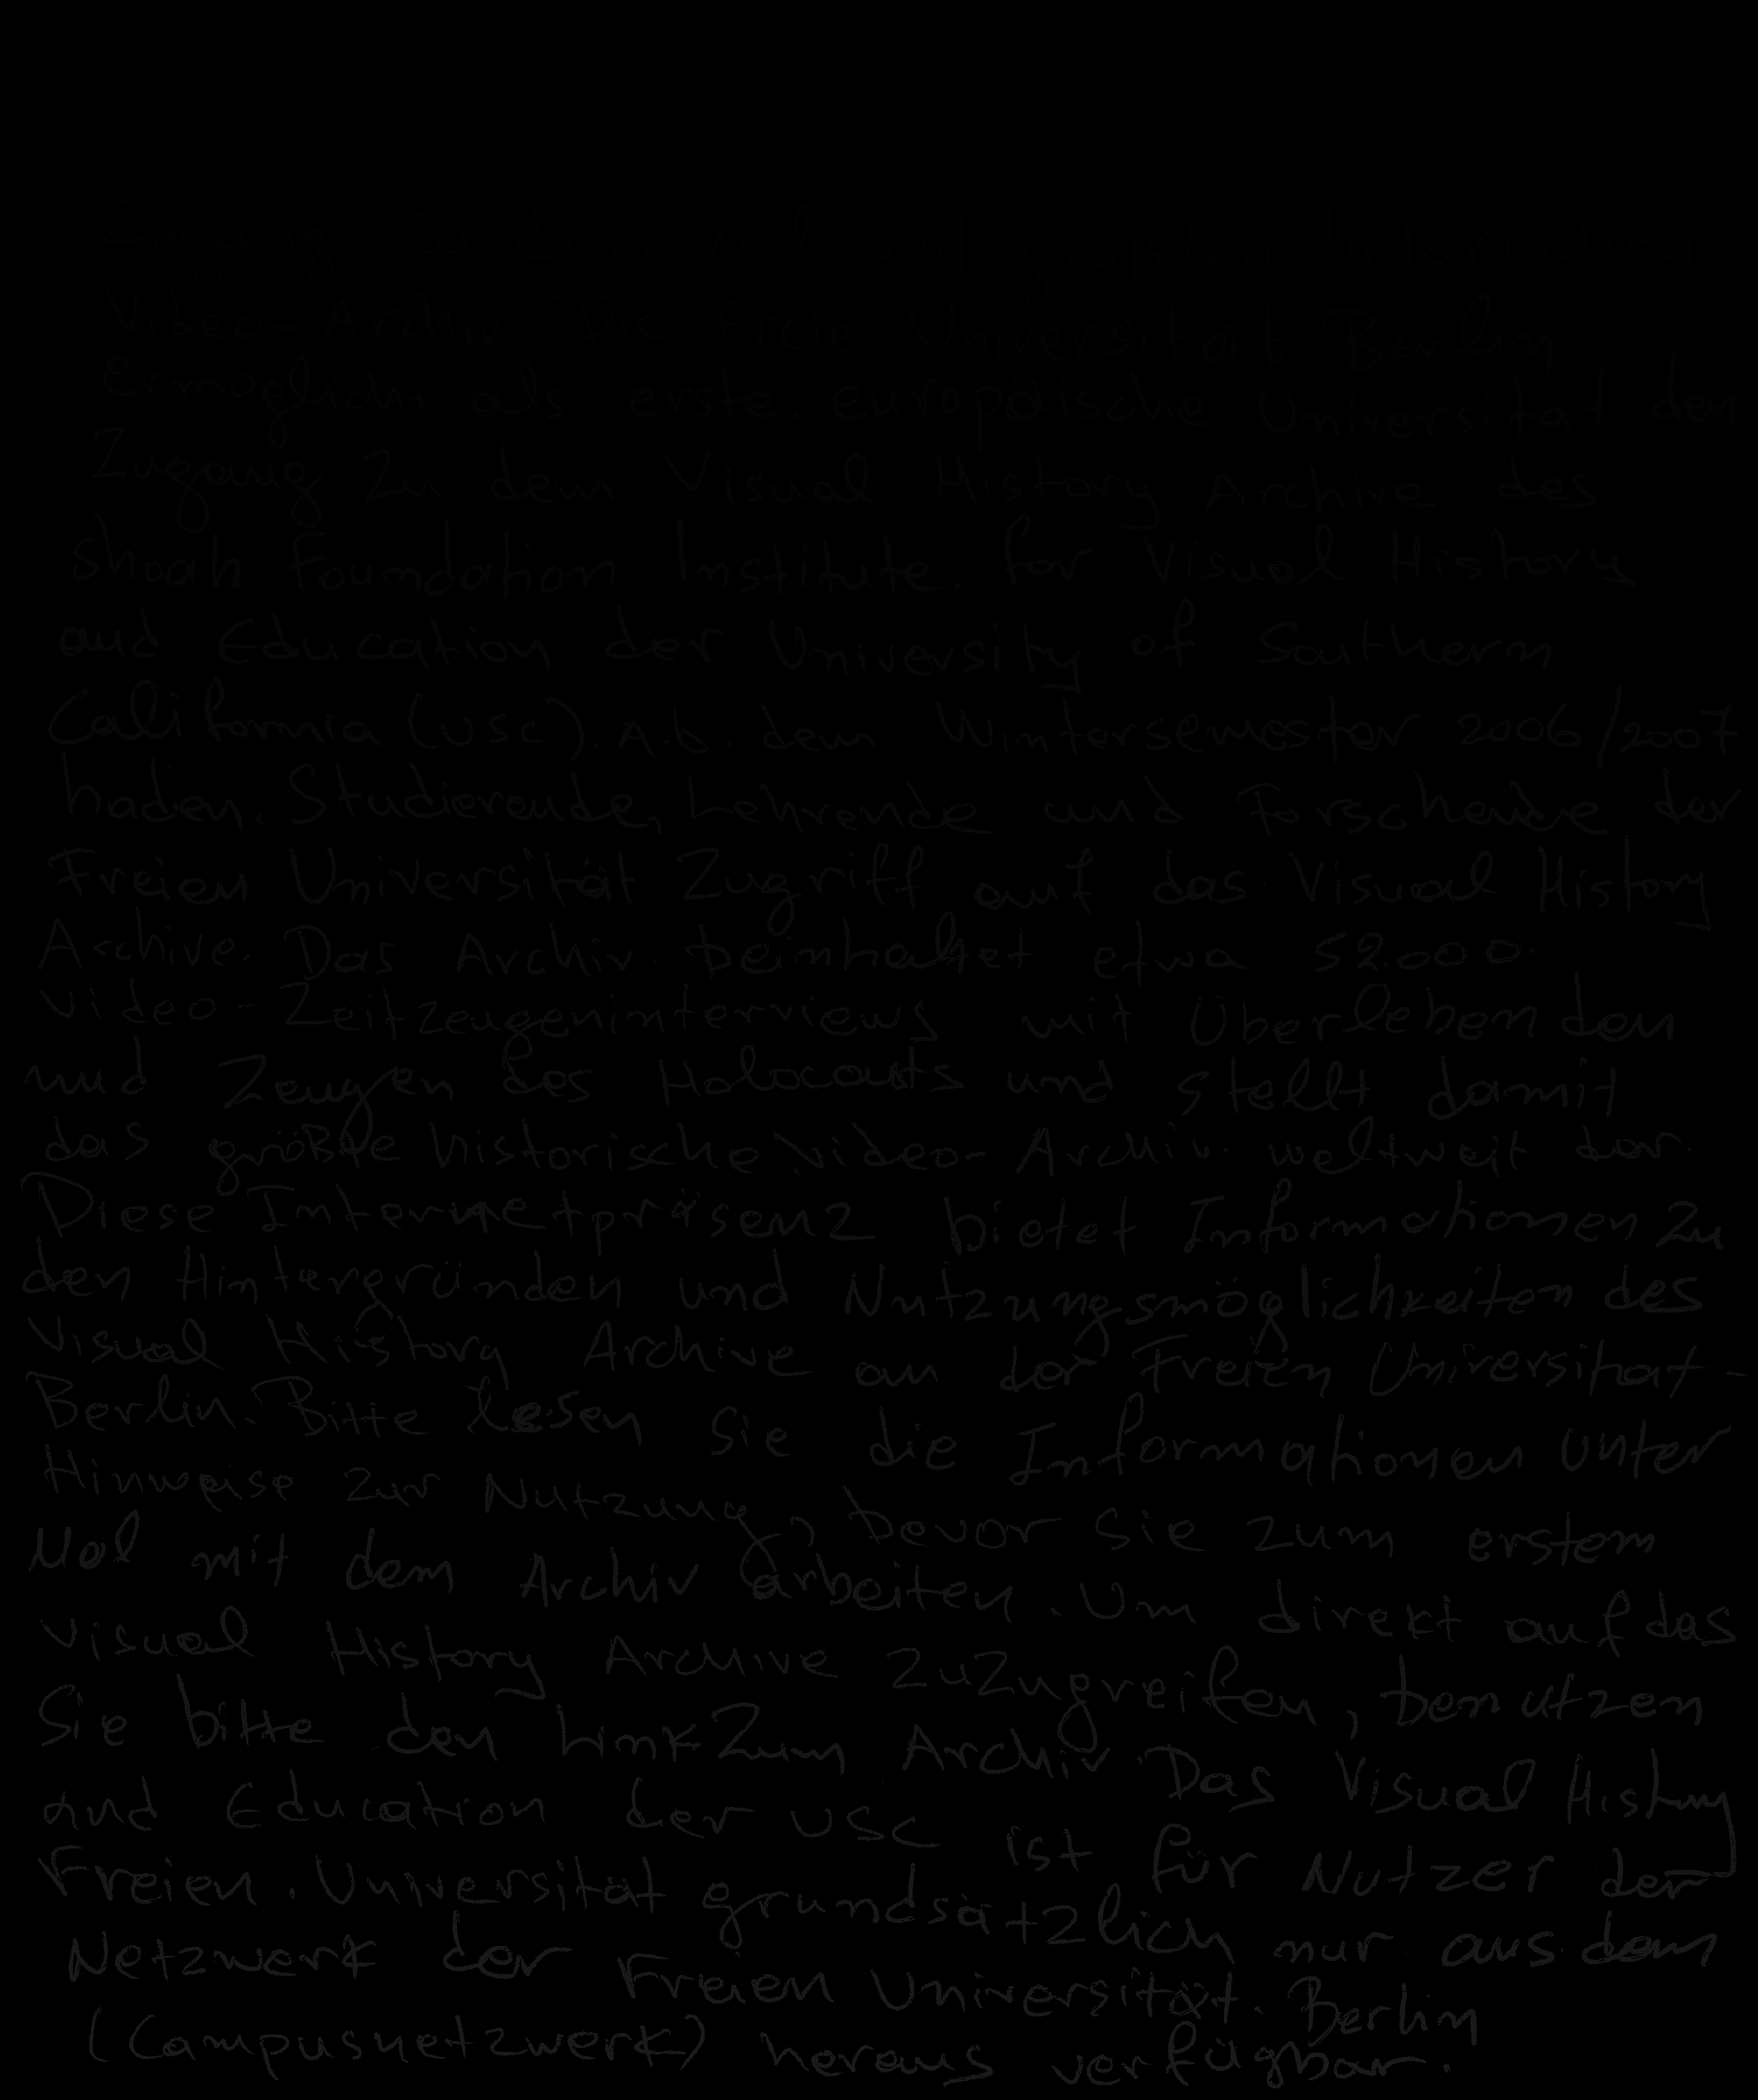 Zugang zu dem weltweit größten historischen
Video-Archiv Die Freie Universität Berlin
ermöglicht als erste. europäische Universität den
Zugang zu dem Visual History Archive des
Shoah Foundation Institute. for Visual History
and Education der University of Southern
California (USC). A.b. dem Wintersemester 2006/2007
haben. Studierende, Lehrende und Forschende der
Freien Universität Zugriff auf das Visual History
Archive. Das Archiv. beinhaltet etwa 52.000.
Video-Zeitzeugeninterviews mit Überlebenden
und Zeugen des Holocausts und stellt damit
das größte historische Video-Archiv. weltweit dar.
Diese Internetpräsenz bietet Informationen zu
den Hintergründen und Nutzungsmöglichkeiten des
Visual History Archive an der Freien Universität-
Berlin. Bitte lesen Sie die Informationen unter
Hinweise zur Nutzung, bevor Sie zum erstem
Mal mit dem Archiv arbeiten. Um direkt auf das
Visual History Archive zuzugreifen, benutzen
Sie bitte den Link Zum Archiv. Das Visual History
and Education der USC ist für Nutzer der
Freien. Universität grundsätzlich nur aus dem
Netzwerk der Freien Universität. Berlin
(Campusnetzwerk) heraus verfügbar.